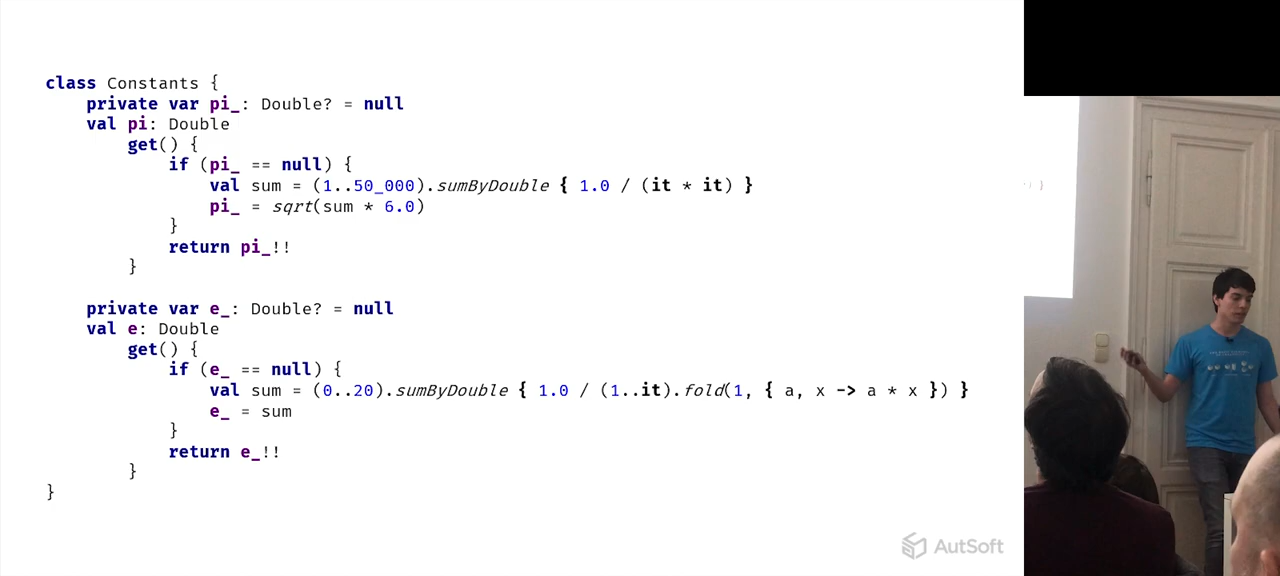 class Constants {
    private var pi_: Double? = null
    val pi: Double
        get() {
            if (pi_ == null) {
                val sum = (1..50_000).sumByDouble { 1.0 / (it * it) }
                pi_ = sqrt(sum * 6.0)
            }
            return pi_!!
        }

    private var e_: Double? = null
    val e: Double
        get() {
            if (e_ == null) {
                val sum = (0..20).sumByDouble { 1.0 / (1..it).fold(1, { a, x -> a * x }) }
                e_ = sum
            }
            return e_!!
        }
}
AutSoft